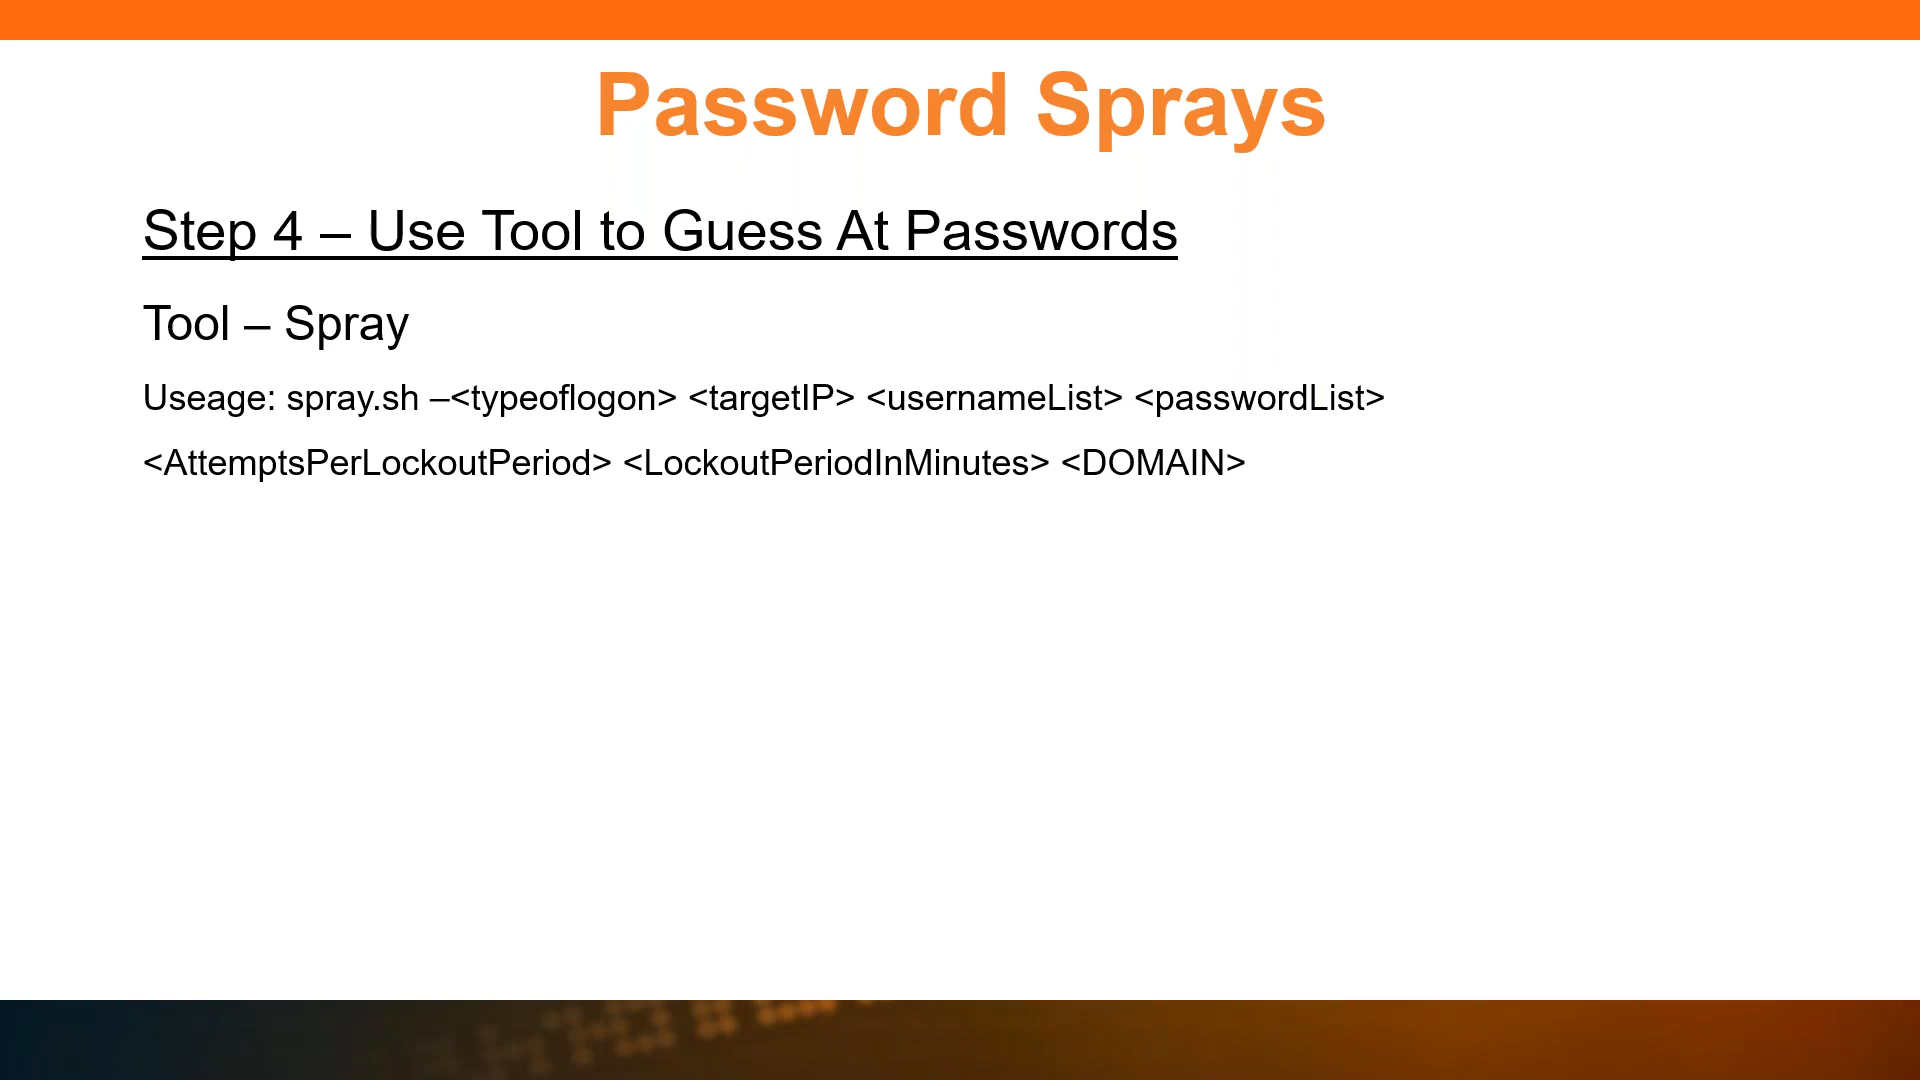 Password Sprays
Step 4 – Use Tool to Guess At Passwords
Tool – Spray
Useage: spray.sh –<typeoflogon> <targetIP> <usernameList> <passwordList>
<AttemptsPerLockoutPeriod> <LockoutPeriodInMinutes> <DOMAIN>